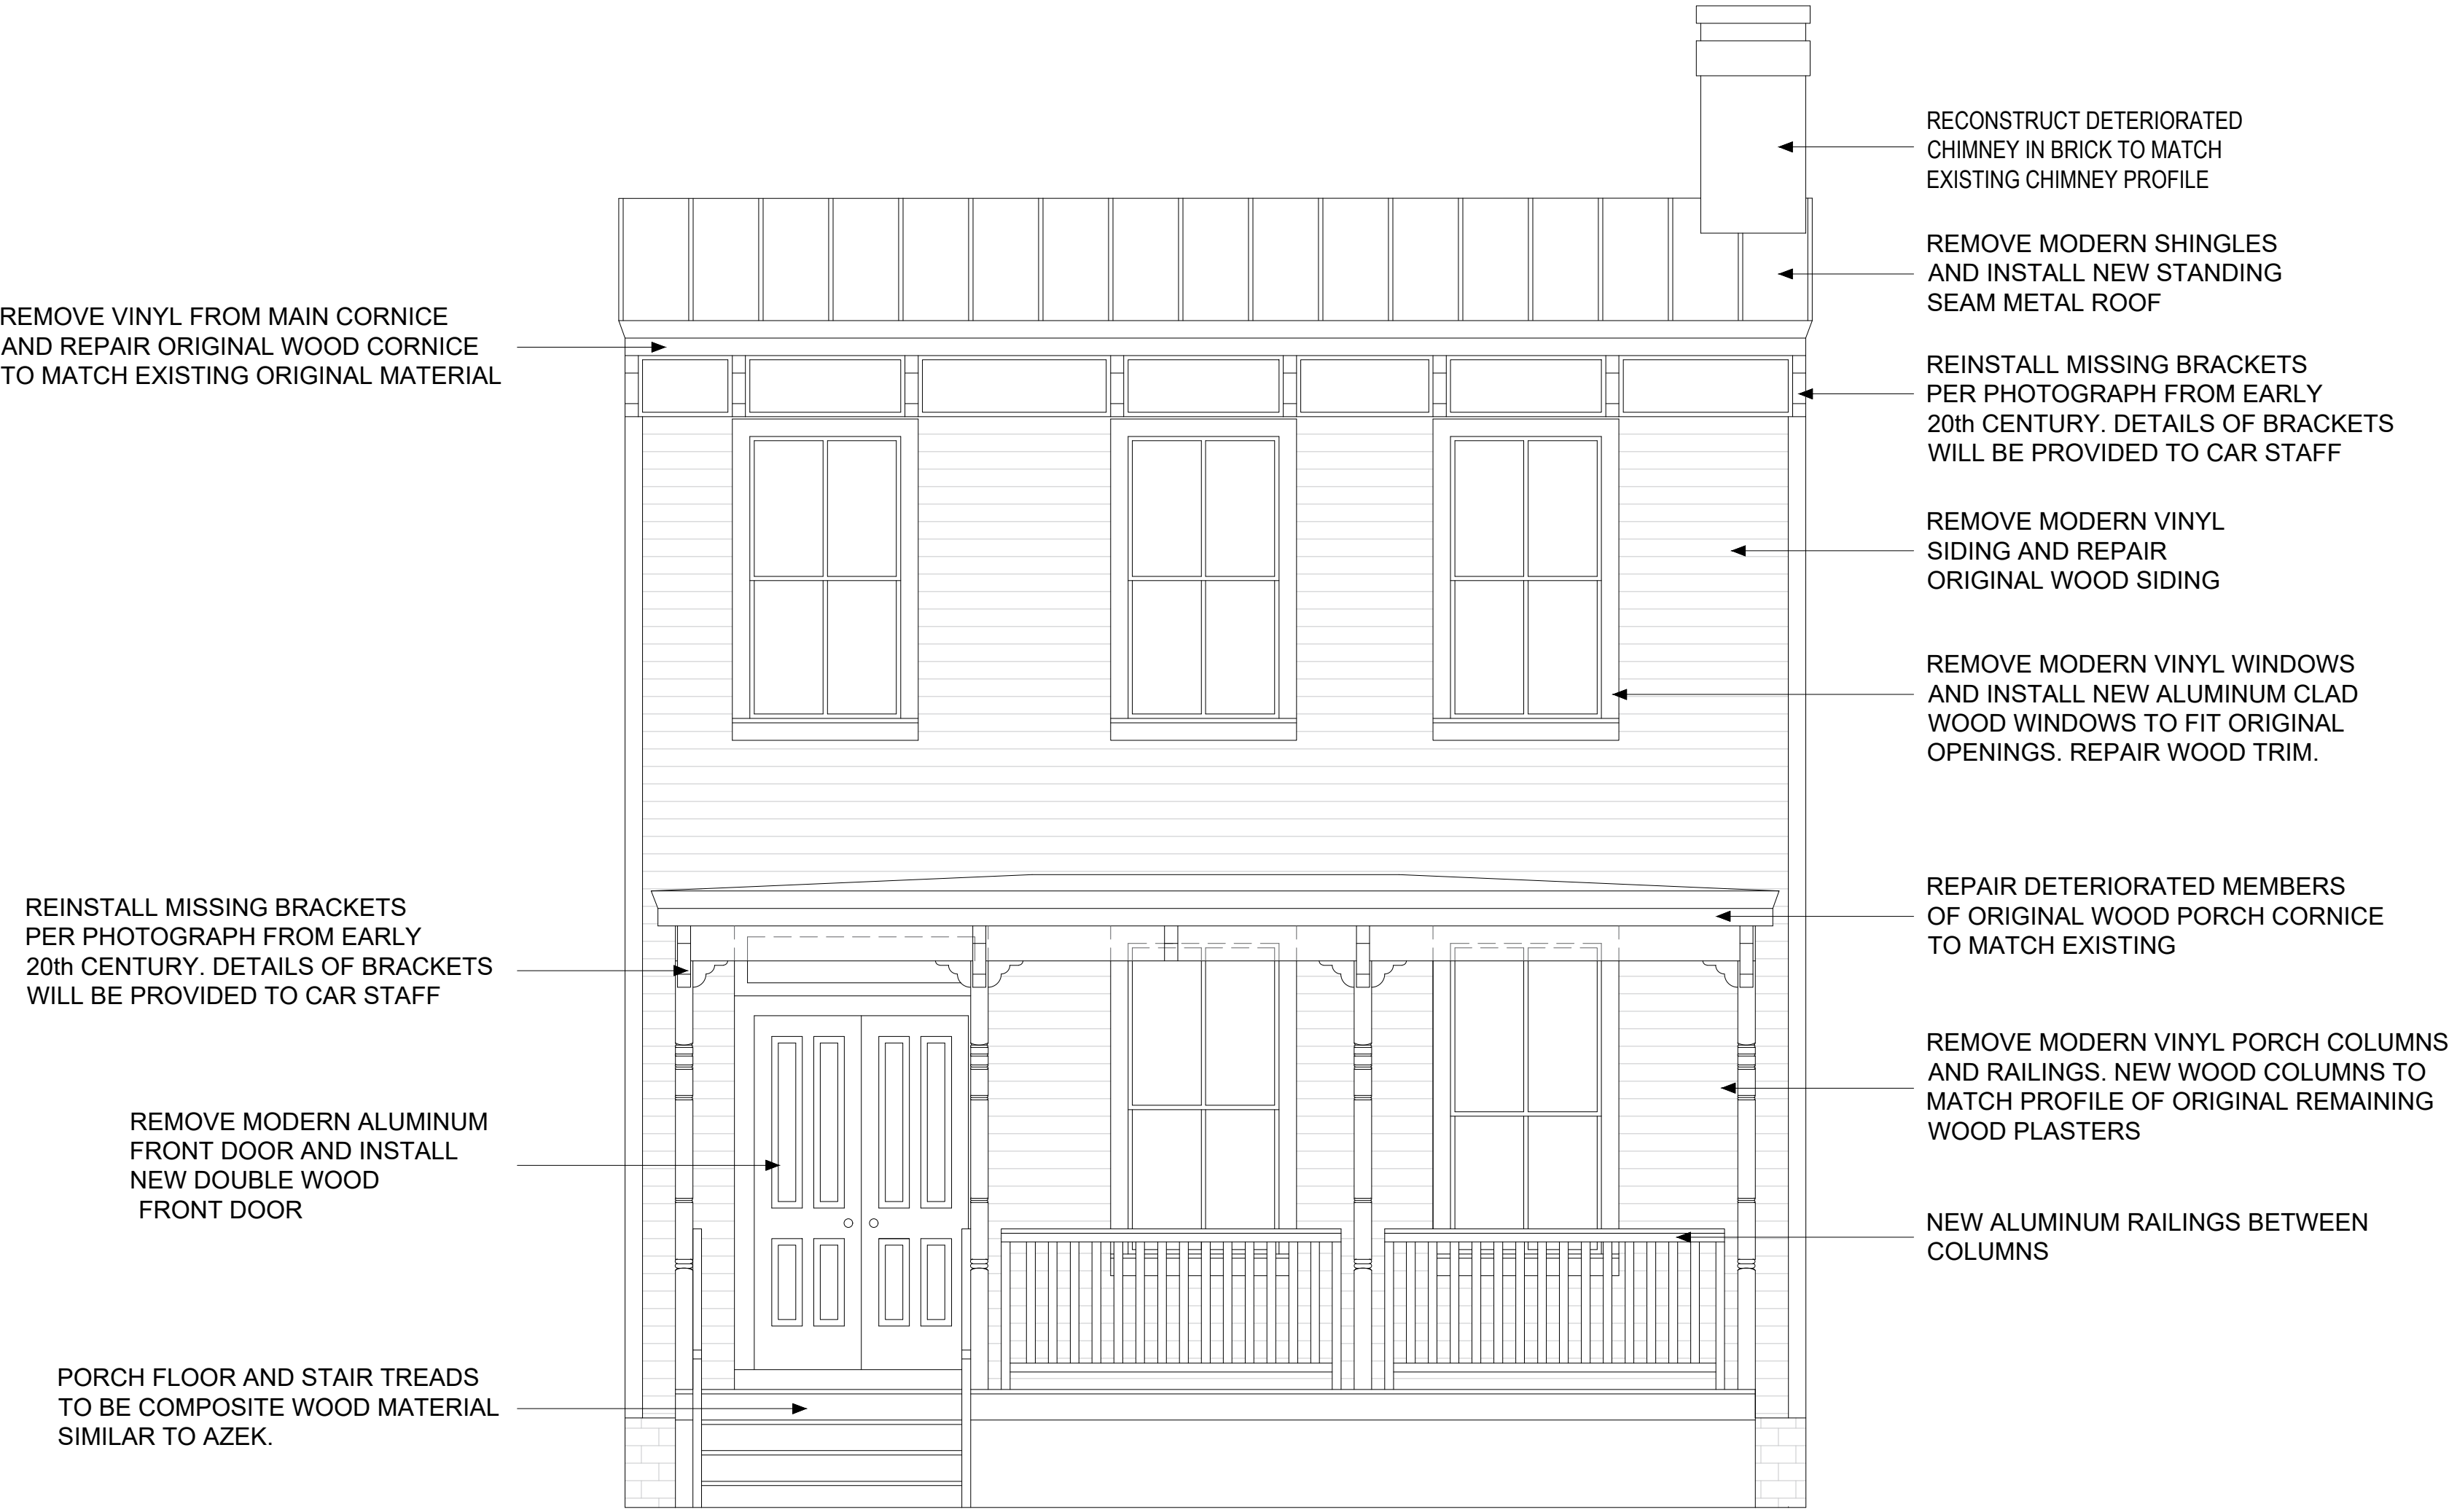 RECONSTRUCT DETERIORATED
CHIMNEY IN BRICK TO MATCH
EXISTING CHIMNEY PROFILE
REMOVE MODERN SHINGLES
AND INSTALL NEW STANDING
SEAM METAL ROOF
REMOVE VINYL FROM MAIN CORNICE
AND REPAIR ORIGINAL WOOD CORNICE
TO MATCH EXISTING ORIGINAL MATERIAL
REINSTALL MISSING BRACKETS
PER PHOTOGRAPH FROM EARLY
20th CENTURY. DETAILS OF BRACKETS
WILL BE PROVIDED TO CAR STAFF
REMOVE MODERN VINYL
SIDING AND REPAIR
ORIGINAL WOOD SIDING
REMOVE MODERN VINYL WINDOWS
AND INSTALL NEW ALUMINUM CLAD
WOOD WINDOWS TO FIT ORIGINAL
OPENINGS. REPAIR WOOD TRIM.
REPAIR DETERIORATED MEMBERS
OF ORIGINAL WOOD PORCH CORNICE
TO MATCH EXISTING
REINSTALL MISSING BRACKETS
PER PHOTOGRAPH FROM EARLY
20th CENTURY. DETAILS OF BRACKETS
WILL BE PROVIDED TO CAR STAFF
REMOVE MODERN VINYL PORCH COLUMNS
AND RAILINGS. NEW WOOD COLUMNS TO
MATCH PROFILE OF ORIGINAL REMAINING
WOOD PLASTERS
REMOVE MODERN ALUMINUM
FRONT DOOR AND INSTALL
NEW DOUBLE WOOD
FRONT DOOR
NEW ALUMINUM RAILINGS BETWEEN
COLUMNS
PORCH FLOOR AND STAIR TREADS
TO BE COMPOSITE WOOD MATERIAL
SIMILAR TO AZEK.